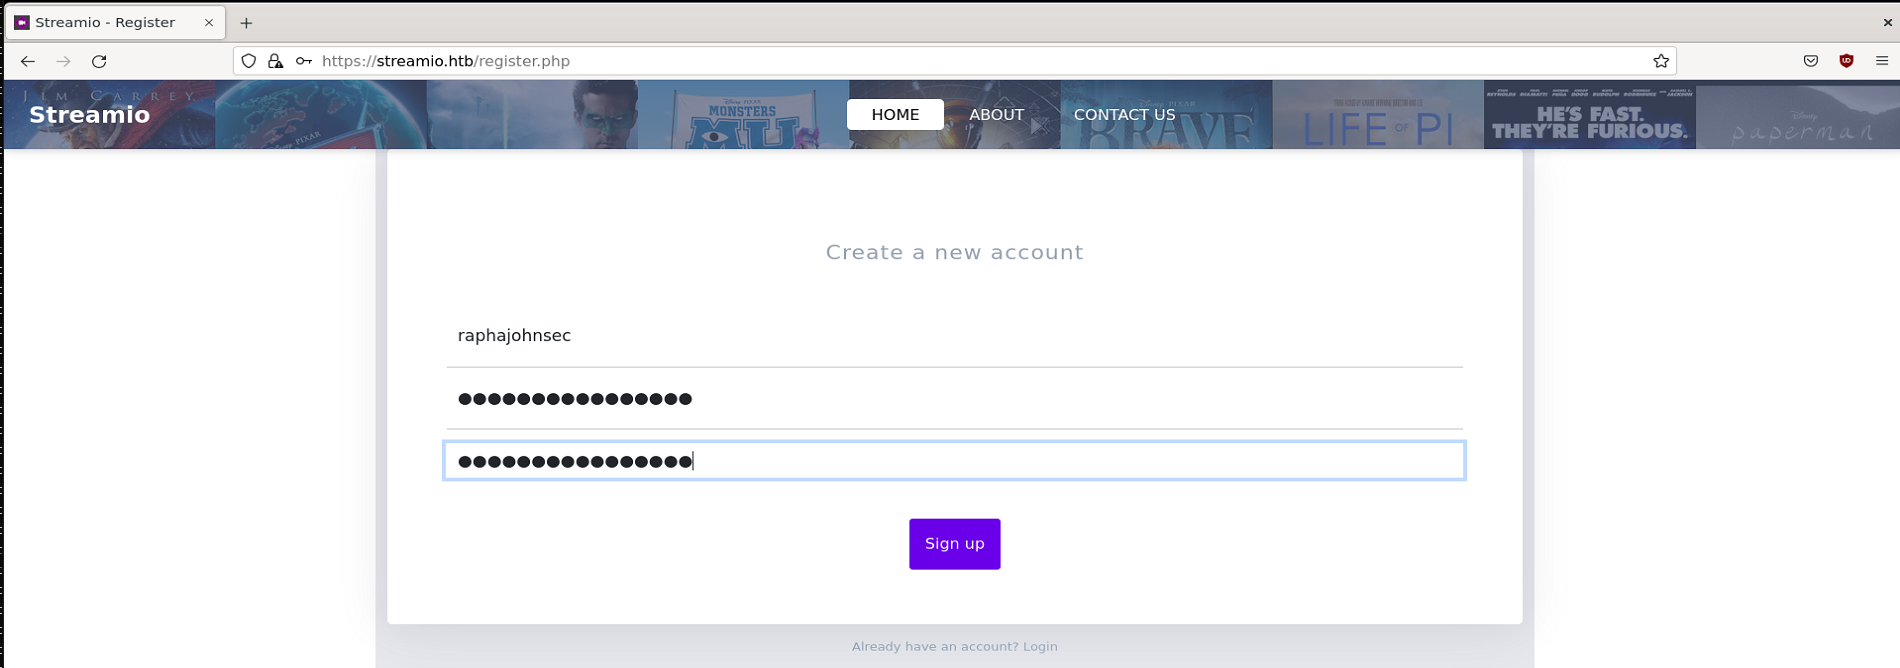 Streamio - Register
https://streamio.htb/register.php
JIM CARREY
Streamio
HOME
ABOUT
CONTACT US
DISNEY PIXAR
MONSTERS
MU
BRAVE
LIFE OF PI
HE'S FAST.
THEY'RE FURIOUS.
Disney
paperman
Create a new account
raphajohnsec
●●●●●●●●●●●●●●●●
●●●●●●●●●●●●●●●●
Sign up
Already have an account? Login